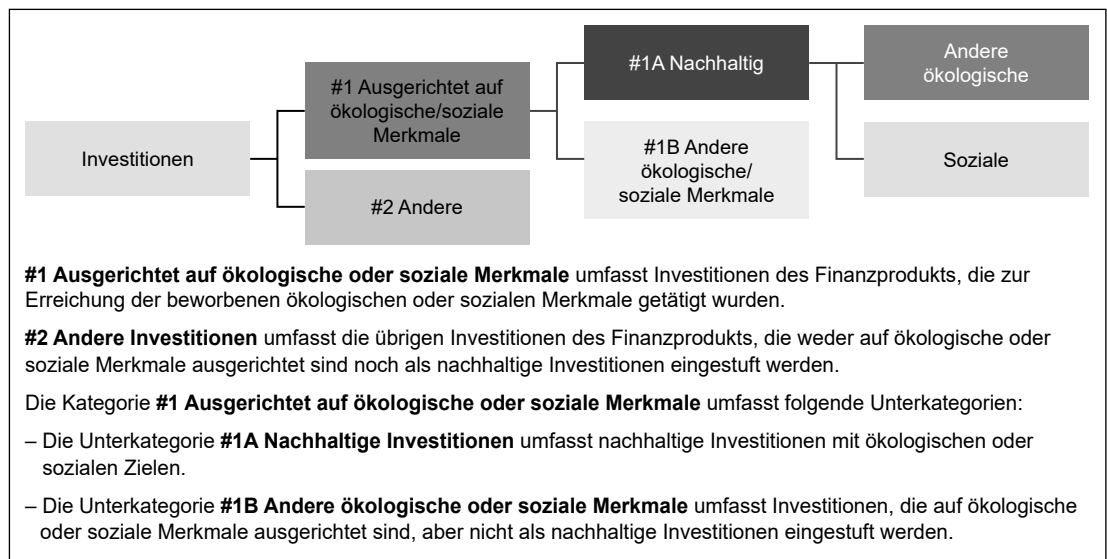 Investitionen
#1 Ausgerichtet auf
ökologische/soziale
Merkmale
#2 Andere
#1A Nachhaltig
#1B Andere
ökologische/
soziale Merkmale
Andere
ökologische
Soziale
#1 Ausgerichtet auf ökologische oder soziale Merkmale umfasst Investitionen des Finanzprodukts, die zur
Erreichung der beworbenen ökologischen oder sozialen Merkmale getätigt wurden.
#2 Andere Investitionen umfasst die übrigen Investitionen des Finanzprodukts, die weder auf ökologische oder
soziale Merkmale ausgerichtet sind noch als nachhaltige Investitionen eingestuft werden.
Die Kategorie #1 Ausgerichtet auf ökologische oder soziale Merkmale umfasst folgende Unterkategorien:
– Die Unterkategorie #1A Nachhaltige Investitionen umfasst nachhaltige Investitionen mit ökologischen oder
sozialen Zielen.
– Die Unterkategorie #1B Andere ökologische oder soziale Merkmale umfasst Investitionen, die auf ökologische
oder soziale Merkmale ausgerichtet sind, aber nicht als nachhaltige Investitionen eingestuft werden.